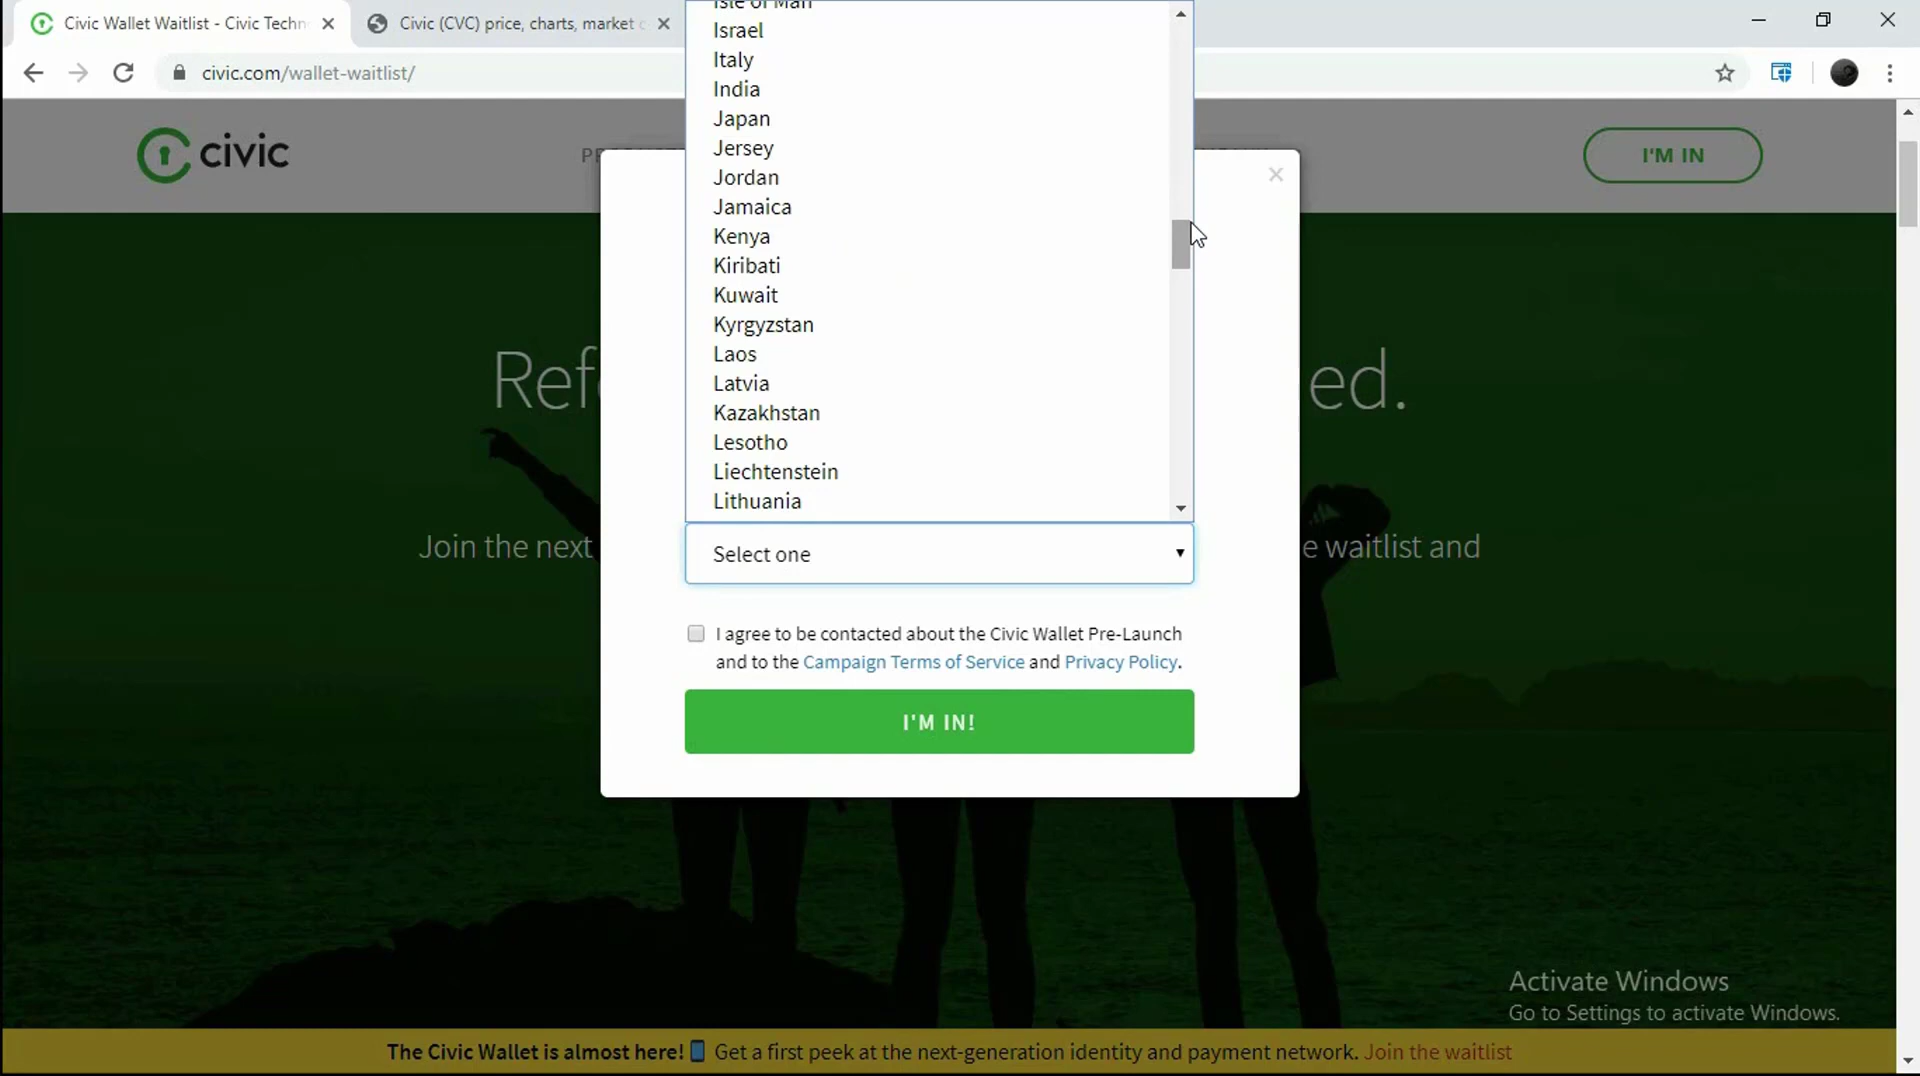 Civic Wallet Waitlist - Civic Techn
Civic (CVC) price, charts, market c
civic.com/wallet-waitlist/
civic
I'M IN
Isle of Man
Israel
Italy
India
Japan
Jersey
Jordan
Jamaica
Kenya
Kiribati
Kuwait
Kyrgyzstan
Laos
Latvia
Kazakhstan
Lesotho
Liechtenstein
Lithuania
Select one
Ref ed.
Join the next e waitlist and
I agree to be contacted about the Civic Wallet Pre-Launch
and to the Campaign Terms of Service and Privacy Policy.
I'M IN!
Activate Windows
Go to Settings to activate Windows.
The Civic Wallet is almost here! Get a first peek at the next-generation identity and payment network. Join the waitlist